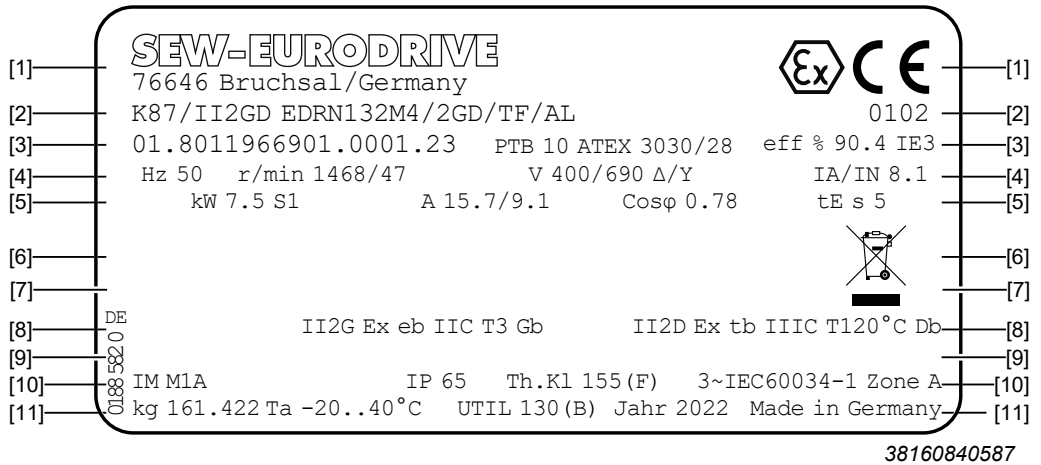 [1] SEW-EURODRIVE Ex CE [1]
76646 Bruchsal/Germany
[2] K87/II2GD EDRN132M4/2GD/TF/AL 0102 [2]
[3] 01.8011966901.0001.23 PTB 10 ATEX 3030/28 eff % 90.4 IE3 [3]
[4] Hz 50 r/min 1468/47 V 400/690 Δ/Y IA/IN 8.1 [4]
[5] kW 7.5 S1 A 15.7/9.1 Cosφ 0.78 tE s 5 [5]
[6] [6]
[7] [7]
DE
[8] II2G Ex eb IIC T3 Gb II2D Ex tb IIIC T120°C Db [8]
[9] 0188 582 0 [9]
[10] IM M1A IP 65 Th.Kl 155(F) 3~IEC60034-1 Zone A [10]
[11] kg 161.422 Ta -20..40°C UTIL 130(B) Jahr 2022 Made in Germany [11]
38160840587